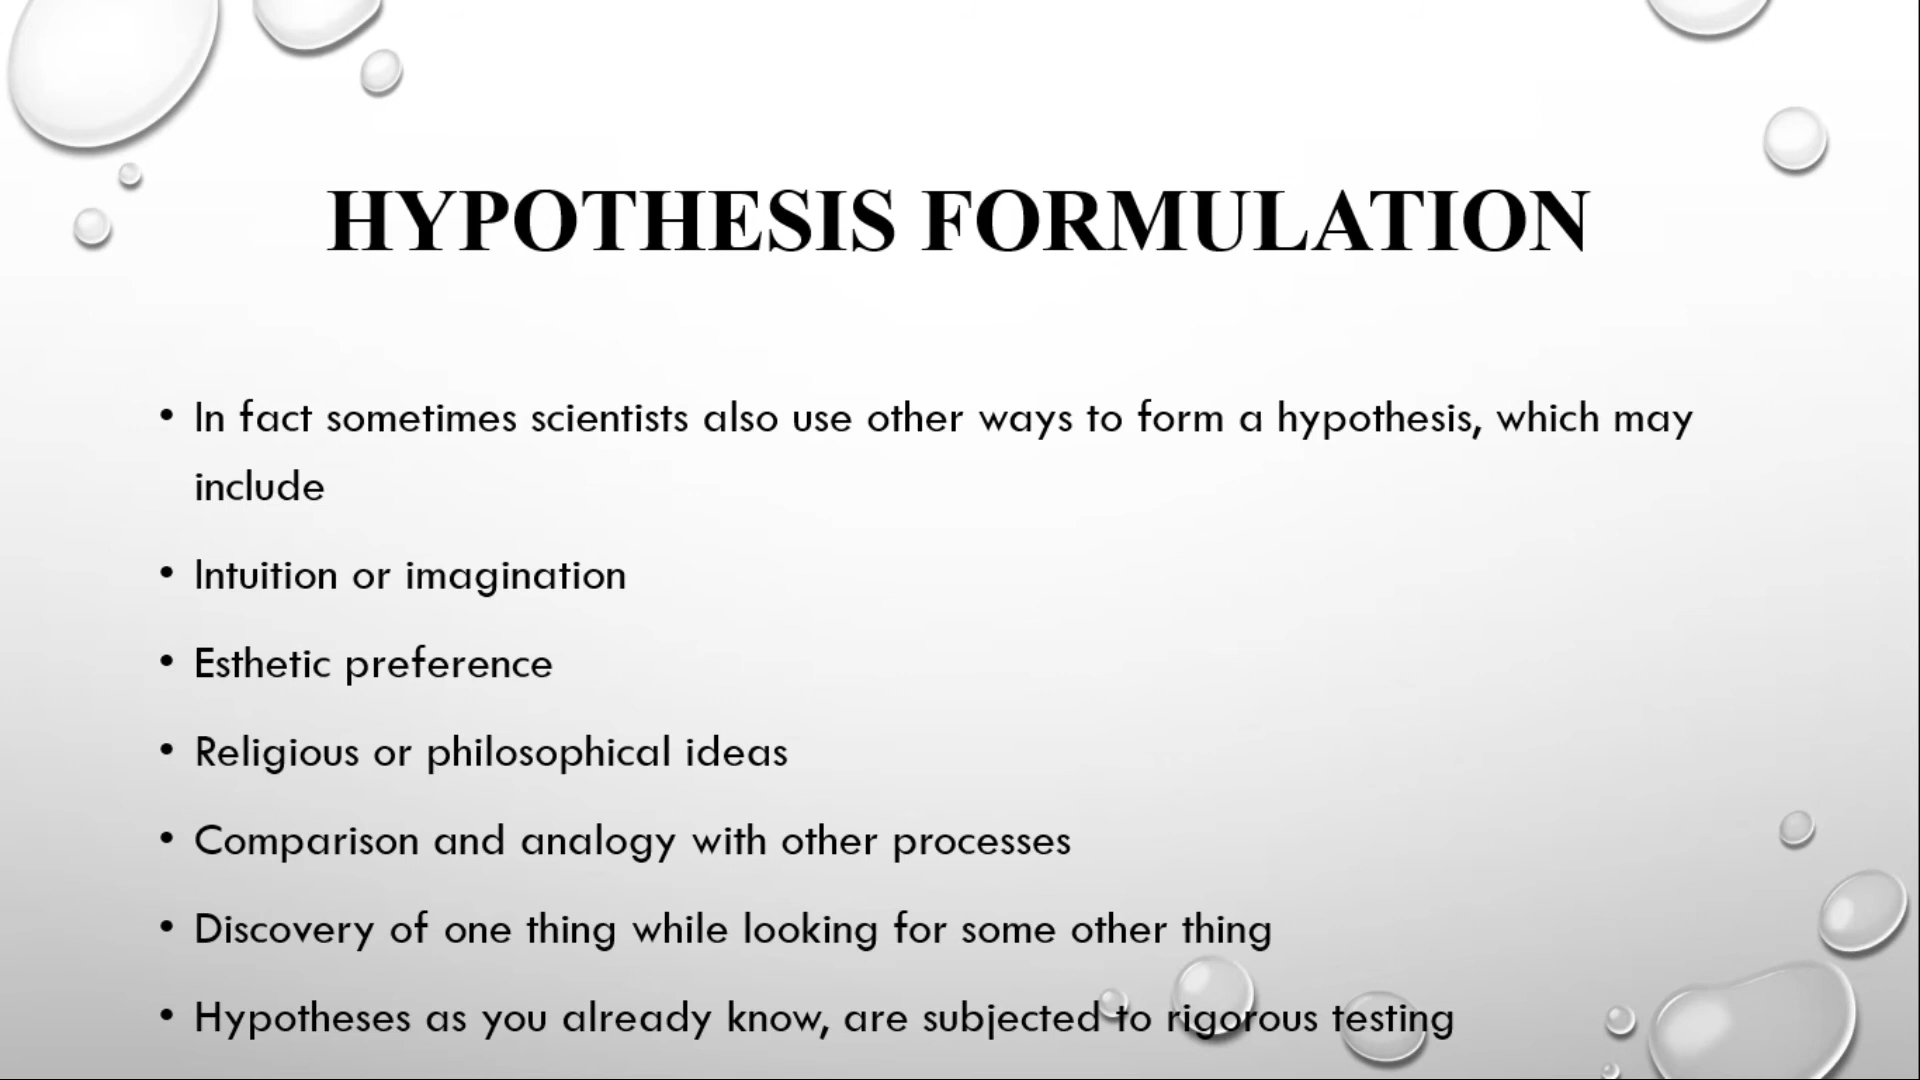 HYPOTHESIS FORMULATION
• In fact sometimes scientists also use other ways to form a hypothesis, which may
include
• Intuition or imagination
• Esthetic preference
• Religious or philosophical ideas
• Comparison and analogy with other processes
• Discovery of one thing while looking for some other thing
• Hypotheses as you already know, are subjected to rigorous testing